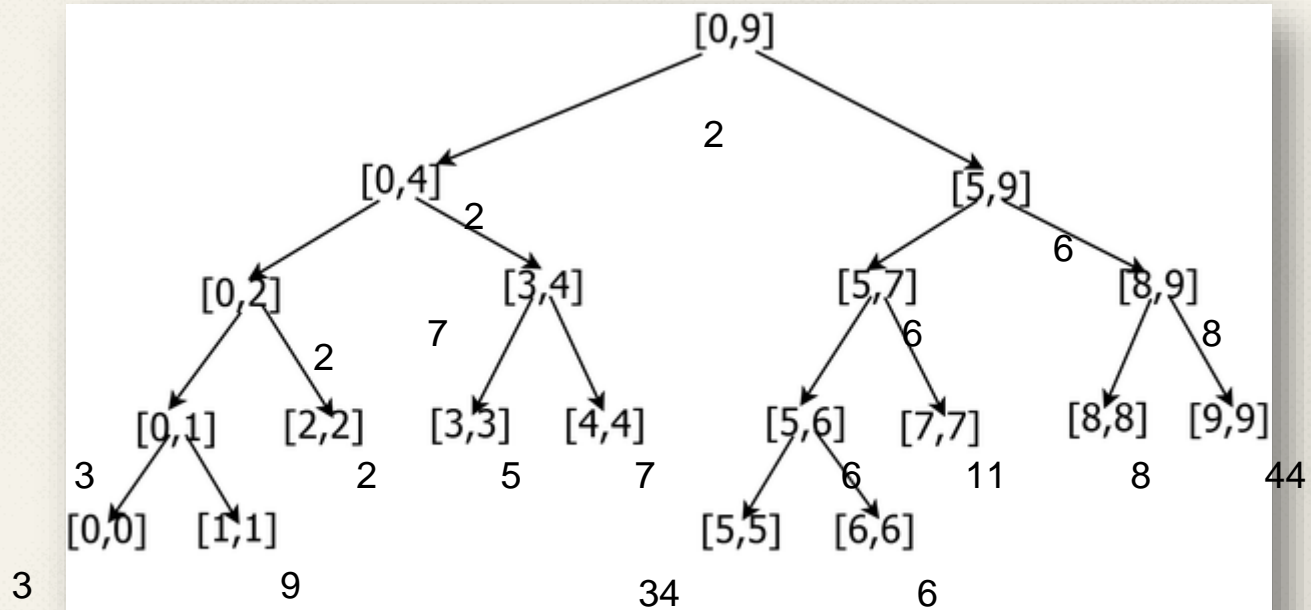 [0,9]
2
[0,4] [5,9]
2 6
[0,2] [3,4] [5,7] [8,9]
2 7 6 8
[0,1] [2,2] [3,3] [4,4] [5,6] [7,7] [8,8] [9,9]
3 2 5 7 6 11 8 44
[0,0] [1,1] [5,5] [6,6]
3 9 34 6